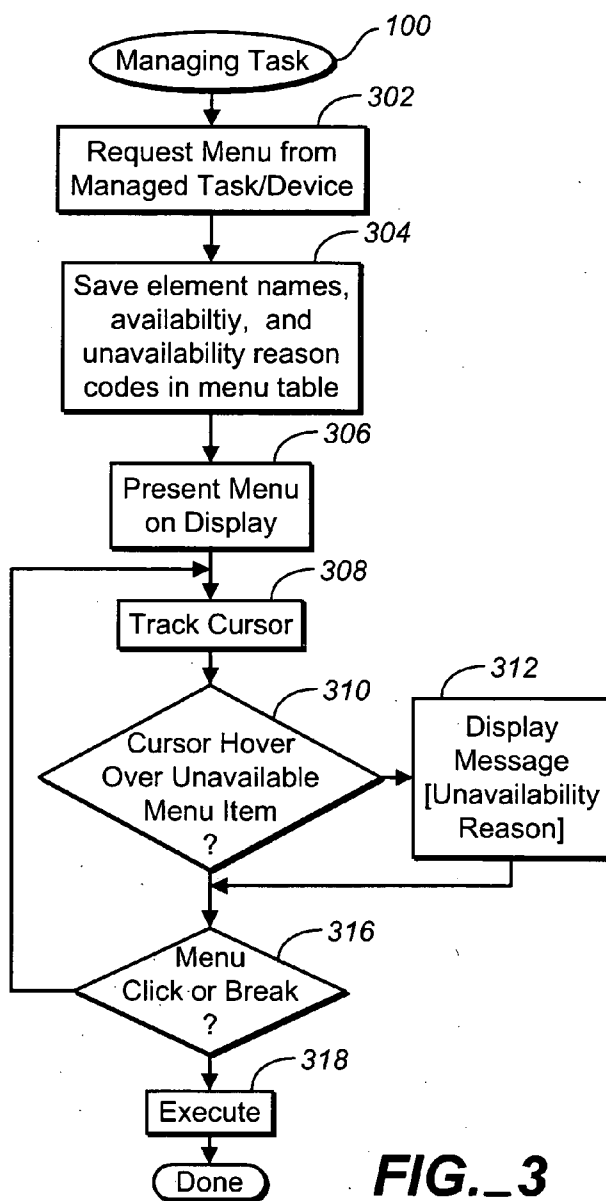 100
Managing Task
302
Request Menu from
Managed Task/Device
304
Save element names,
availabiltiy, and
unavailability reason
codes in menu table
306
Present Menu
on Display
308
Track Cursor
310
Cursor Hover
Over Unavailable
Menu Item
?
312
Display
Message
[Unavailability
Reason]
316
Menu
Click or Break
?
318
Execute
Done
FIG._3